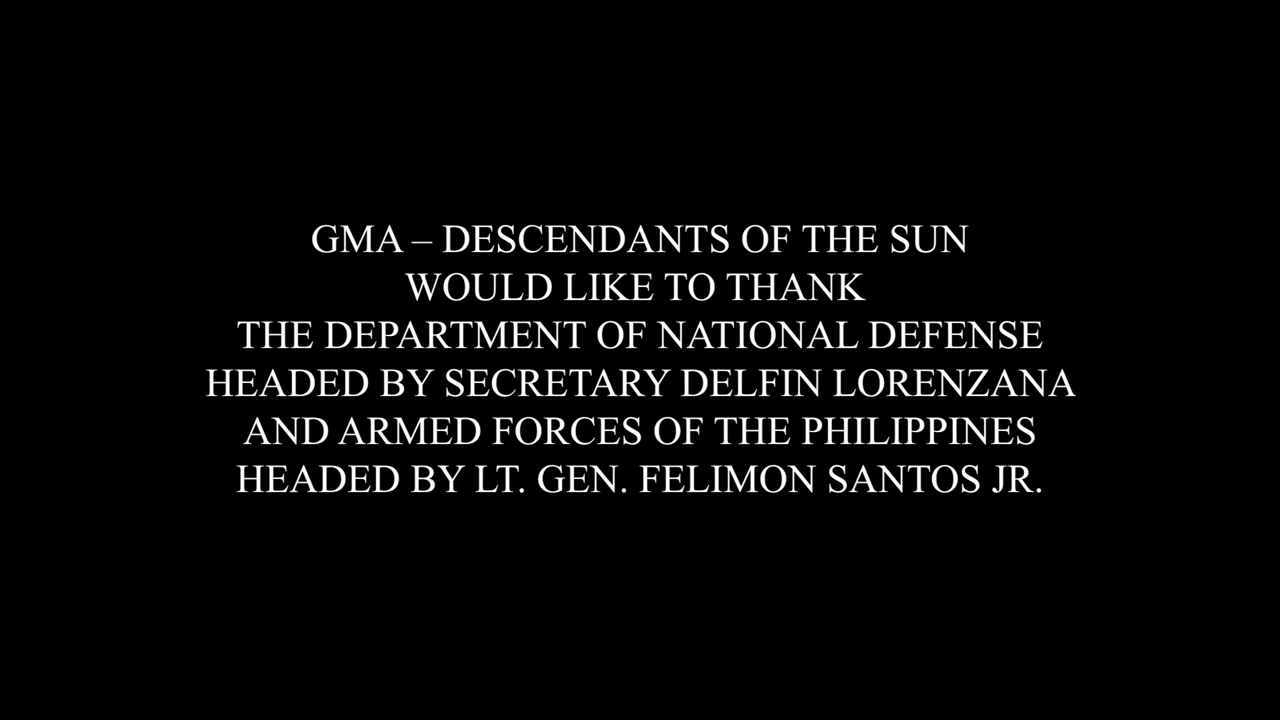 GMA – DESCENDANTS OF THE SUN
WOULD LIKE TO THANK
THE DEPARTMENT OF NATIONAL DEFENSE
HEADED BY SECRETARY DELFIN LORENZANA
AND ARMED FORCES OF THE PHILIPPINES
HEADED BY LT. GEN. FELIMON SANTOS JR.